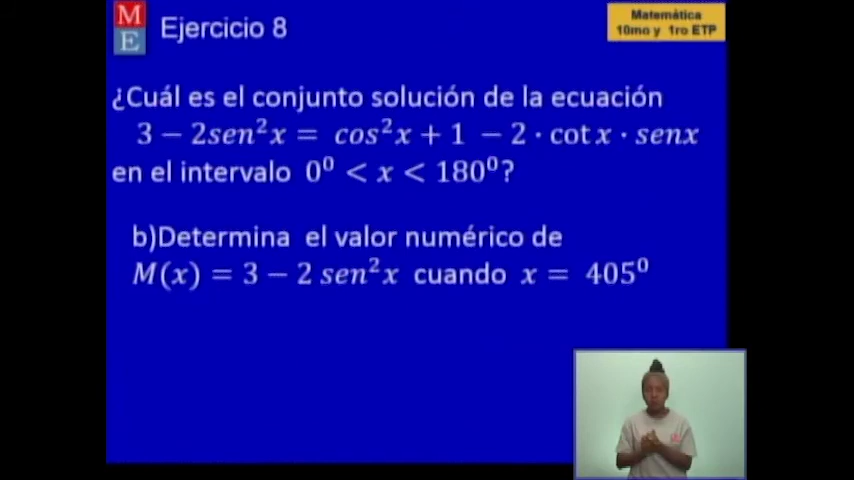 M
E
Ejercicio 8
Matemática
10mo y 1ro ETP
¿Cuál es el conjunto solución de la ecuación
3 − 2sen²x = cos²x + 1 − 2 · cot x · senx
en el intervalo 0⁰ < x < 180⁰?
b)Determina el valor numérico de
M(x) = 3 − 2 sen²x cuando x = 405⁰